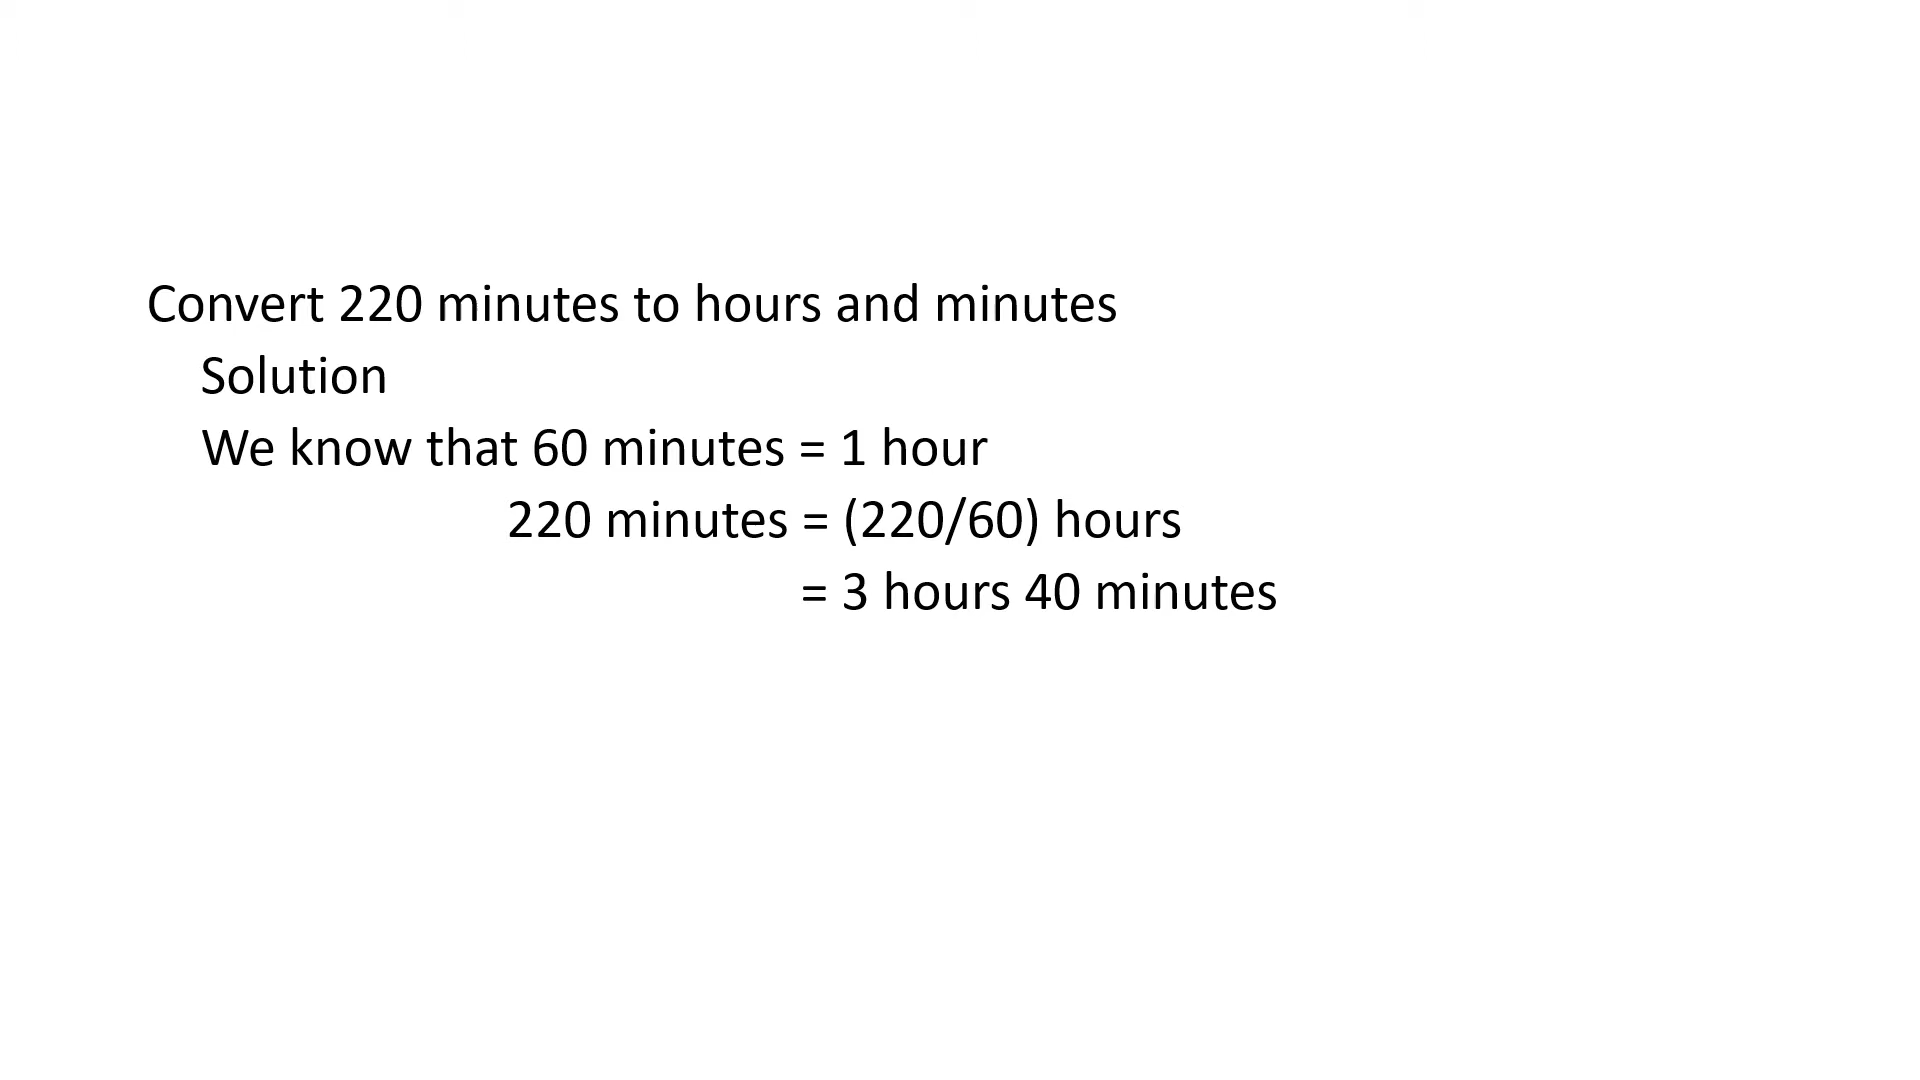 Convert 220 minutes to hours and minutes
Solution
We know that 60 minutes = 1 hour
220 minutes = (220/60) hours
= 3 hours 40 minutes